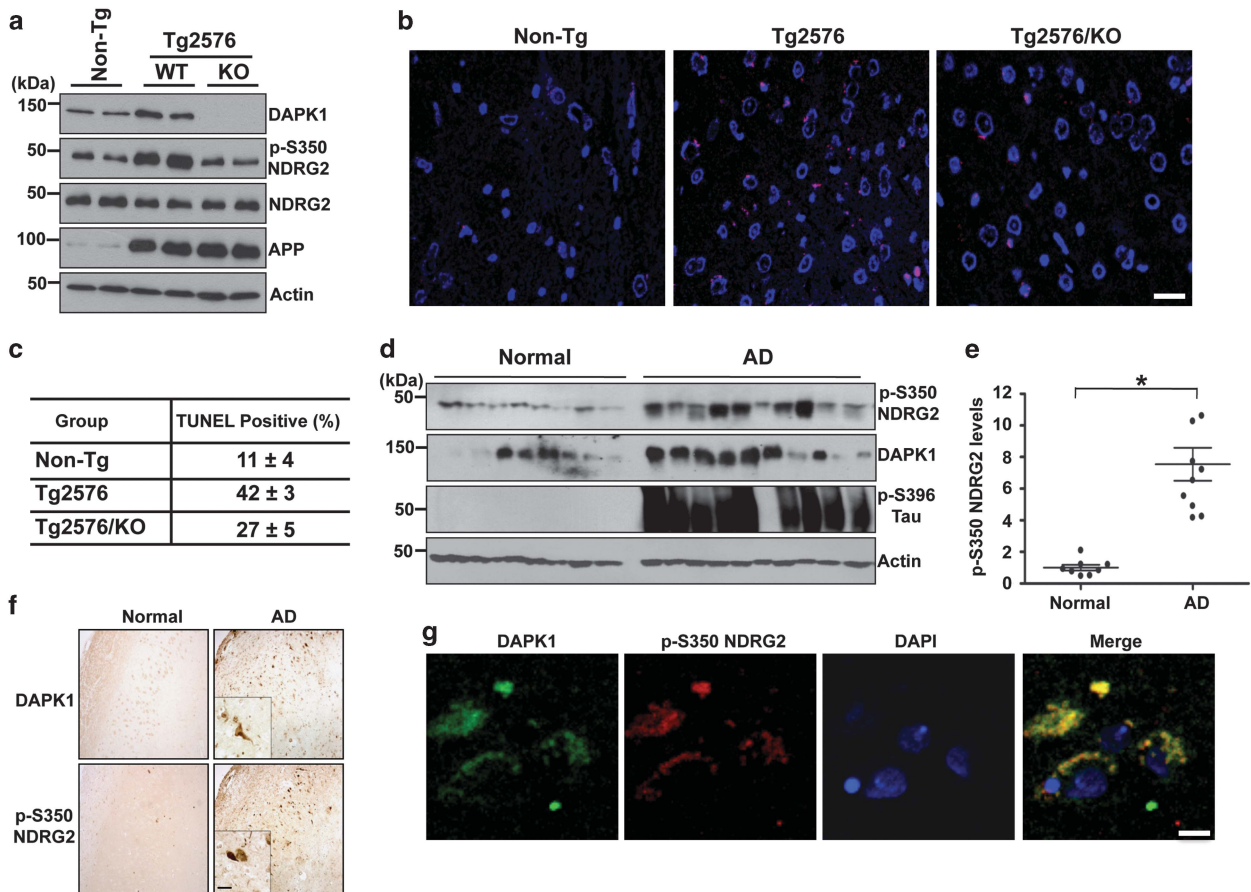 a
Non-Tg
Tg2576
WT KO
(kDa)
150
DAPK1
50
p-S350
NDRG2
50
NDRG2
100
APP
50
Actin
b
Non-Tg Tg2576 Tg2576/KO
c
Group TUNEL Positive (%)
Non-Tg 11 ± 4
Tg2576 42 ± 3
Tg2576/KO 27 ± 5
d
Normal AD
(kDa)
50
p-S350
NDRG2
150
DAPK1
50
p-S396
Tau
50
Actin
e
p-S350 NDRG2 levels
12
10
8
6
4
2
0
*
Normal AD
f
Normal AD
DAPK1
p-S350
NDRG2
g
DAPK1 p-S350 NDRG2 DAPI Merge